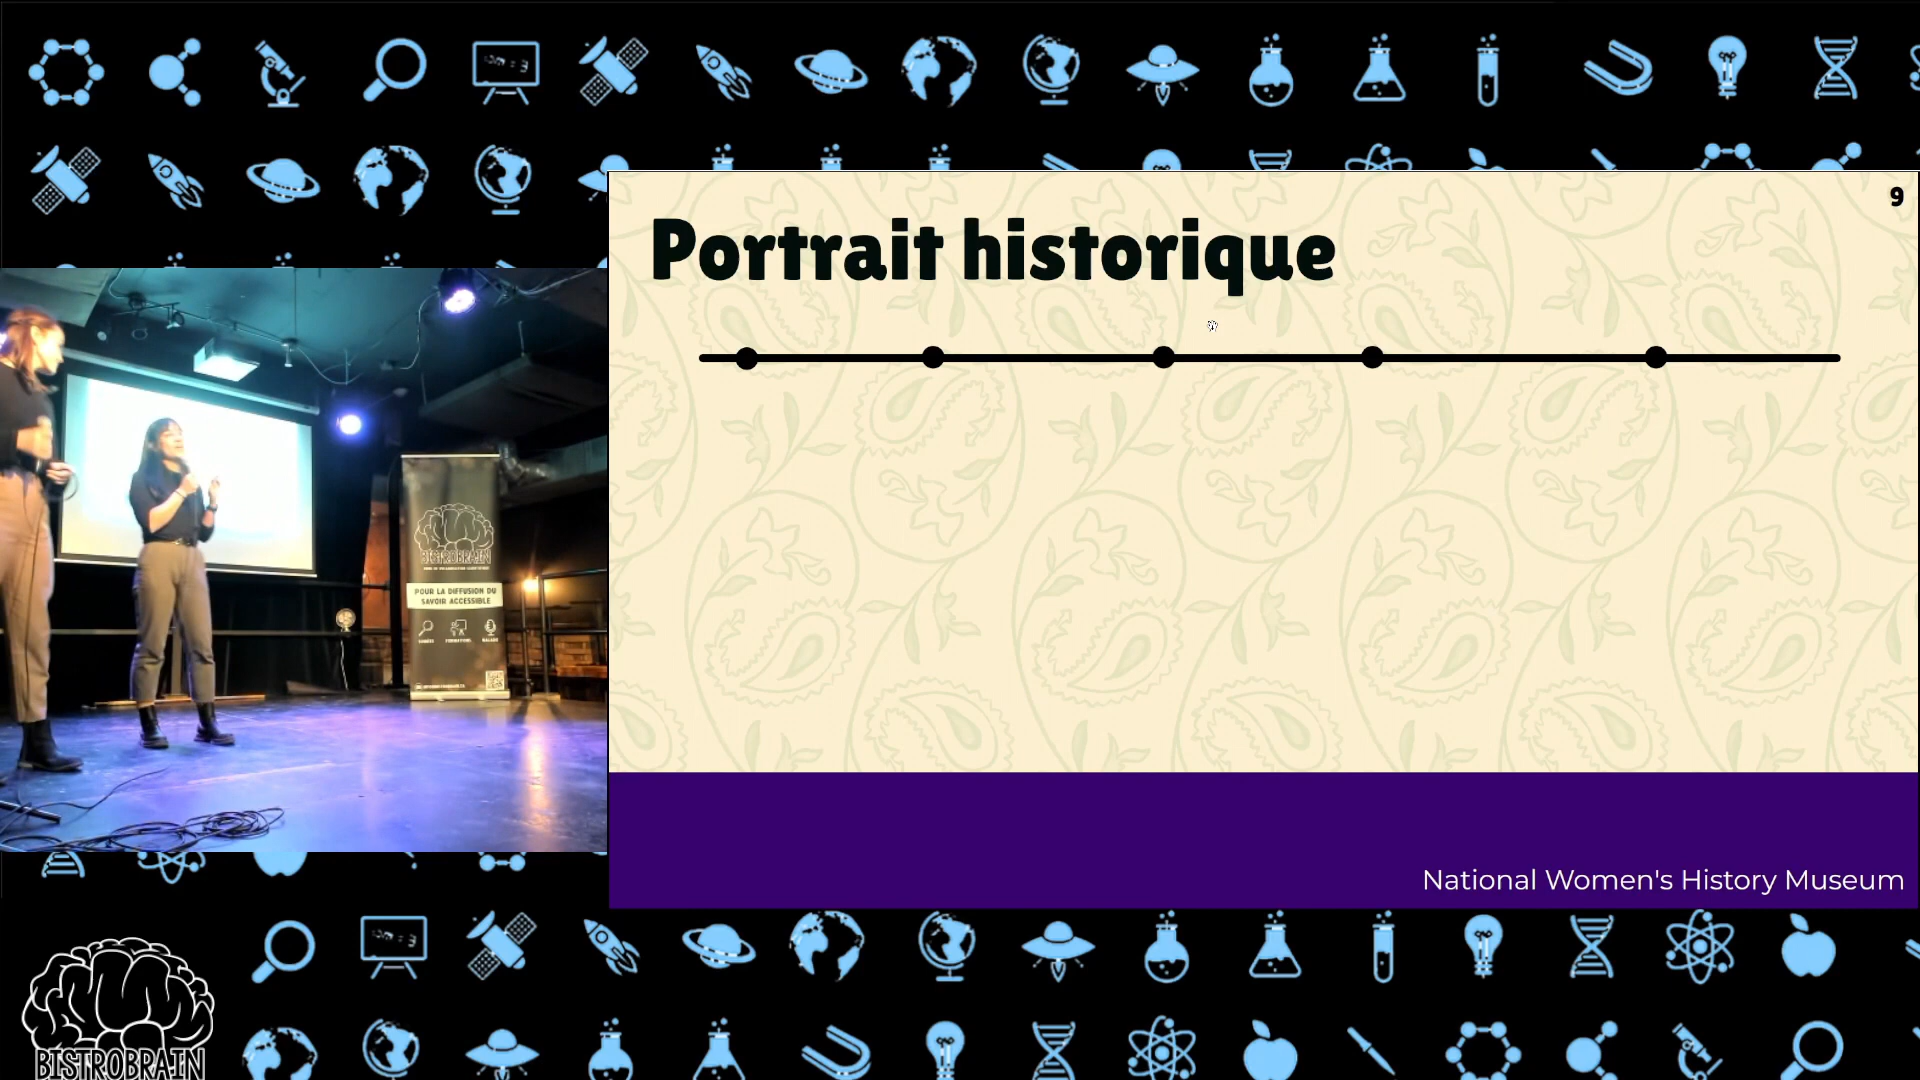 9
Portrait historique
BISTROBRAIN
POUR LA DIFFUSION DU
SAVOIR ACCESSIBLE
National Women's History Museum
BISTROBRAIN